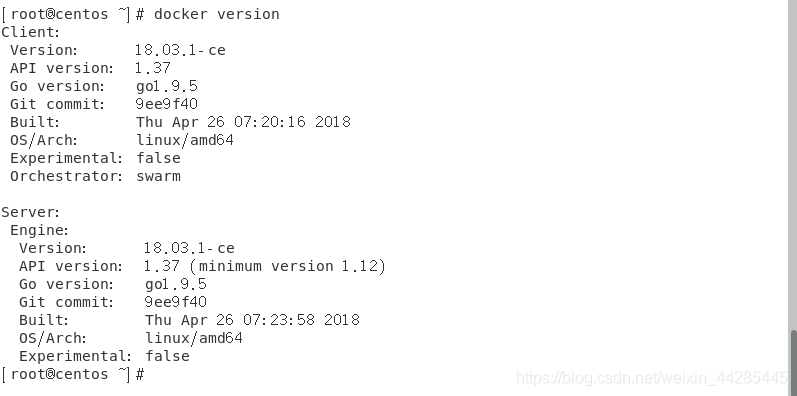 [root@centos ~]# docker version
Client:
 Version:      18.03.1-ce
 API version:  1.37
 Go version:   go1.9.5
 Git commit:   9ee9f40
 Built:        Thu Apr 26 07:20:16 2018
 OS/Arch:      linux/amd64
 Experimental: false
 Orchestrator: swarm

Server:
 Engine:
  Version:      18.03.1-ce
  API version:  1.37 (minimum version 1.12)
  Go version:   go1.9.5
  Git commit:   9ee9f40
  Built:        Thu Apr 26 07:23:58 2018
  OS/Arch:      linux/amd64
  Experimental: false
[root@centos ~]#
https://blog.csdn.net/weixin_44285445